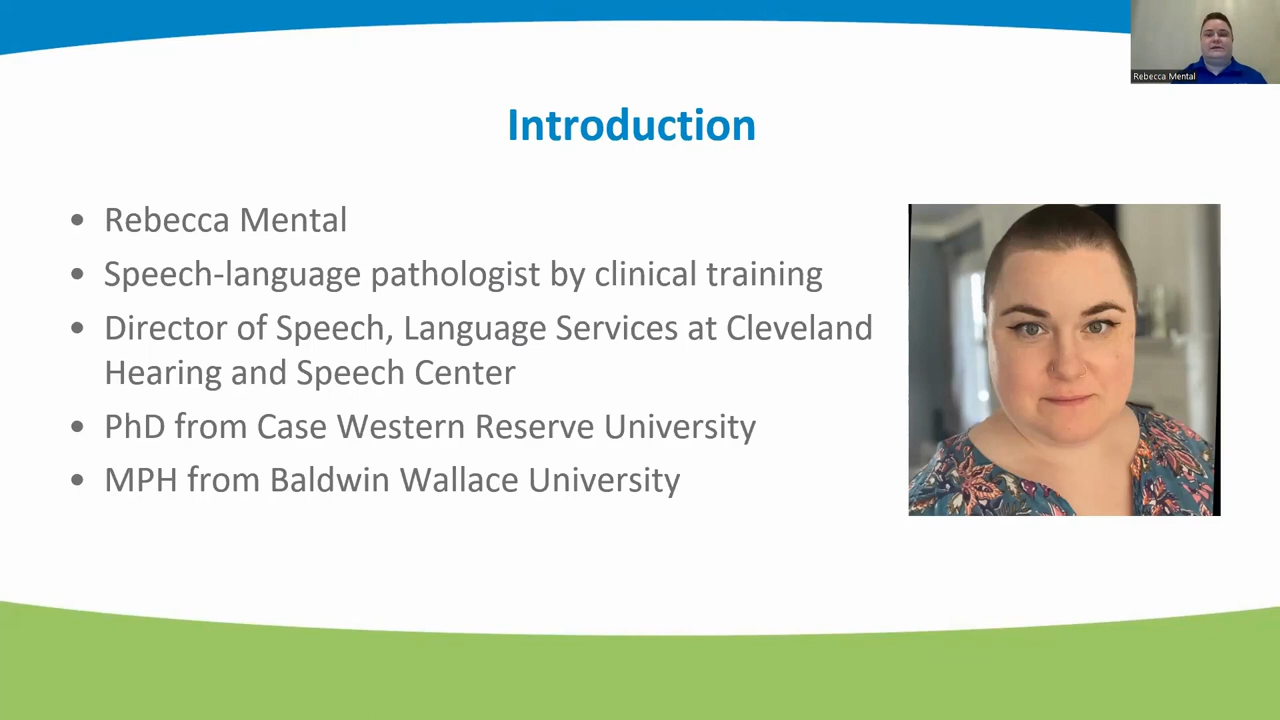 Rebecca Mental
Introduction
• Rebecca Mental
• Speech-language pathologist by clinical training
• Director of Speech, Language Services at Cleveland
Hearing and Speech Center
• PhD from Case Western Reserve University
• MPH from Baldwin Wallace University